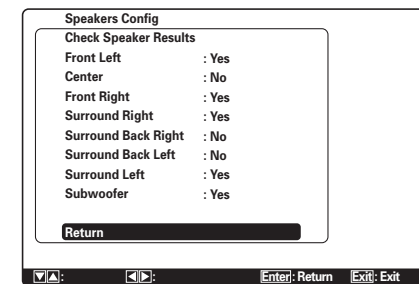 Speakers Config
Check Speaker Results
Front Left : Yes
Center : No
Front Right : Yes
Surround Right : Yes
Surround Back Right : No
Surround Back Left : No
Surround Left : Yes
Subwoofer : Yes
Return
▼▲: ◀▶: Enter: Return Exit: Exit